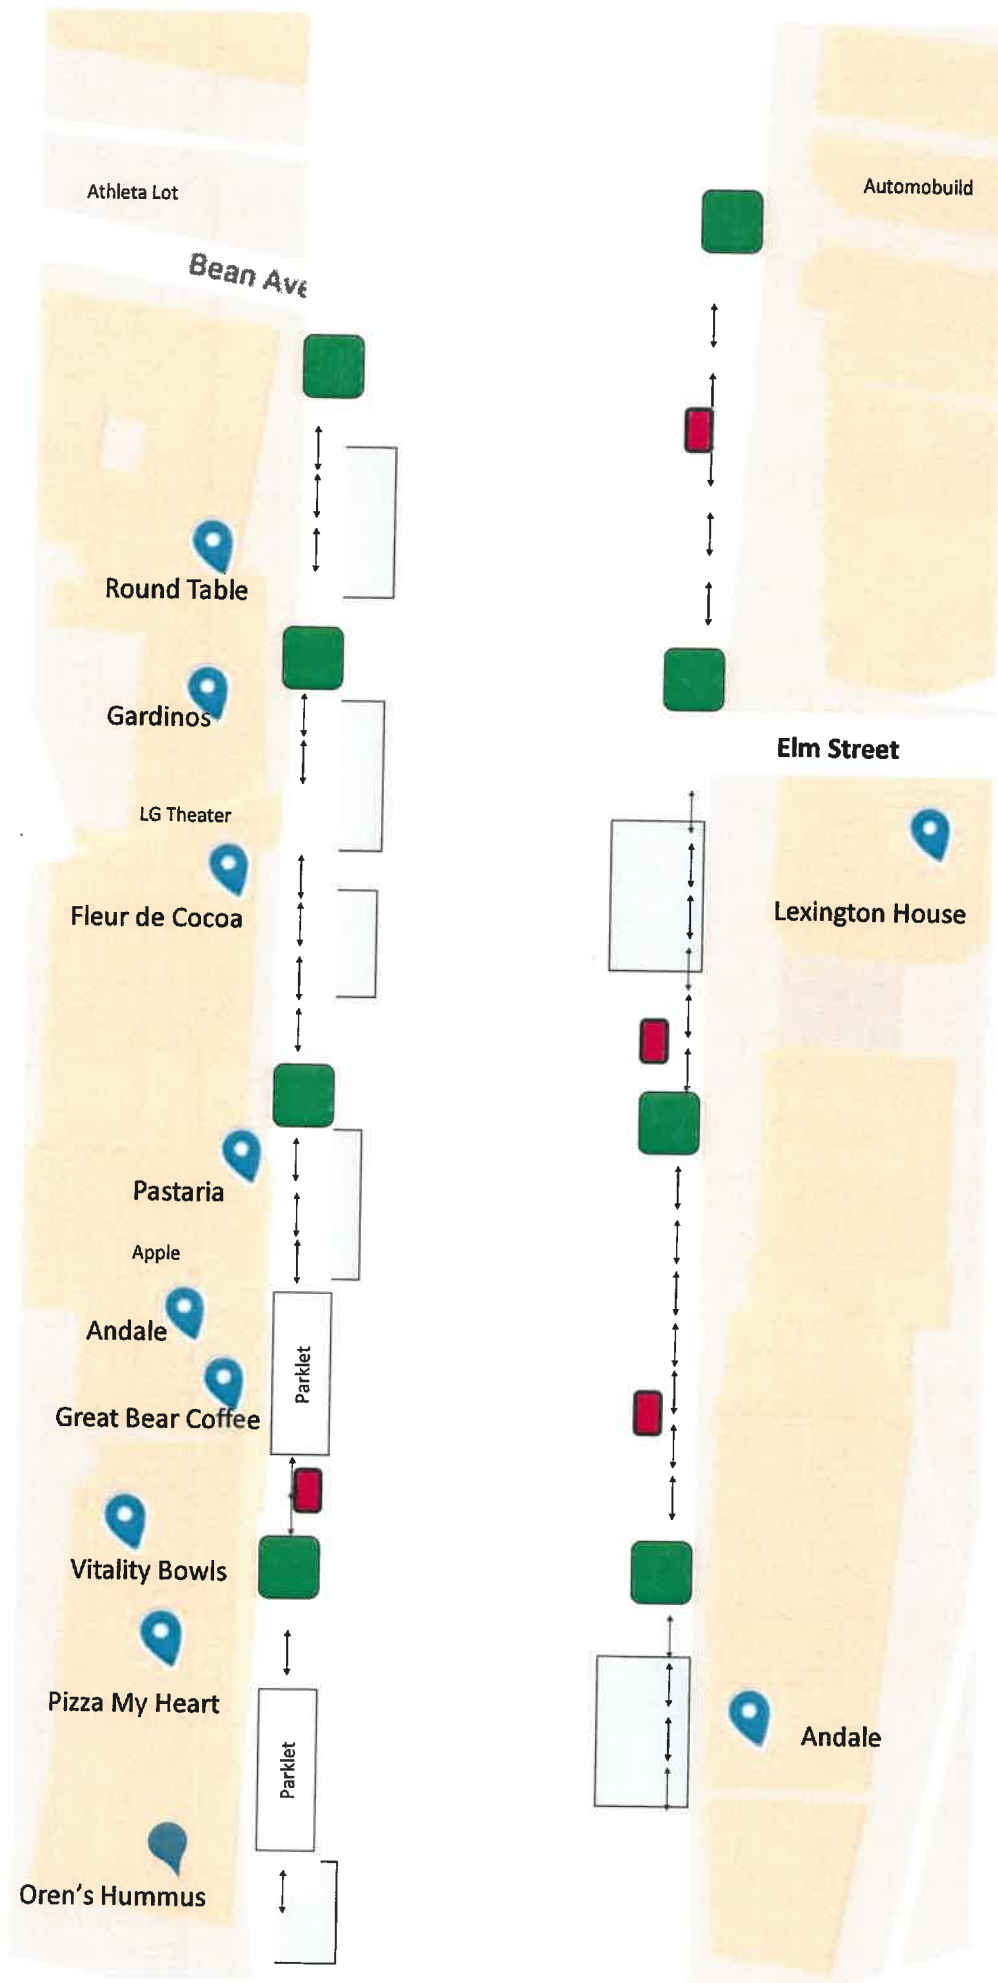 Athleta Lot
Automobuild
Bean Ave
Round Table
Gardinos
Elm Street
LG Theater
Fleur de Cocoa
Lexington House
Pastaria
Apple
Andale
Parklet
Great Bear Coffee
Vitality Bowls
Pizza My Heart
Andale
Parklet
Oren's Hummus